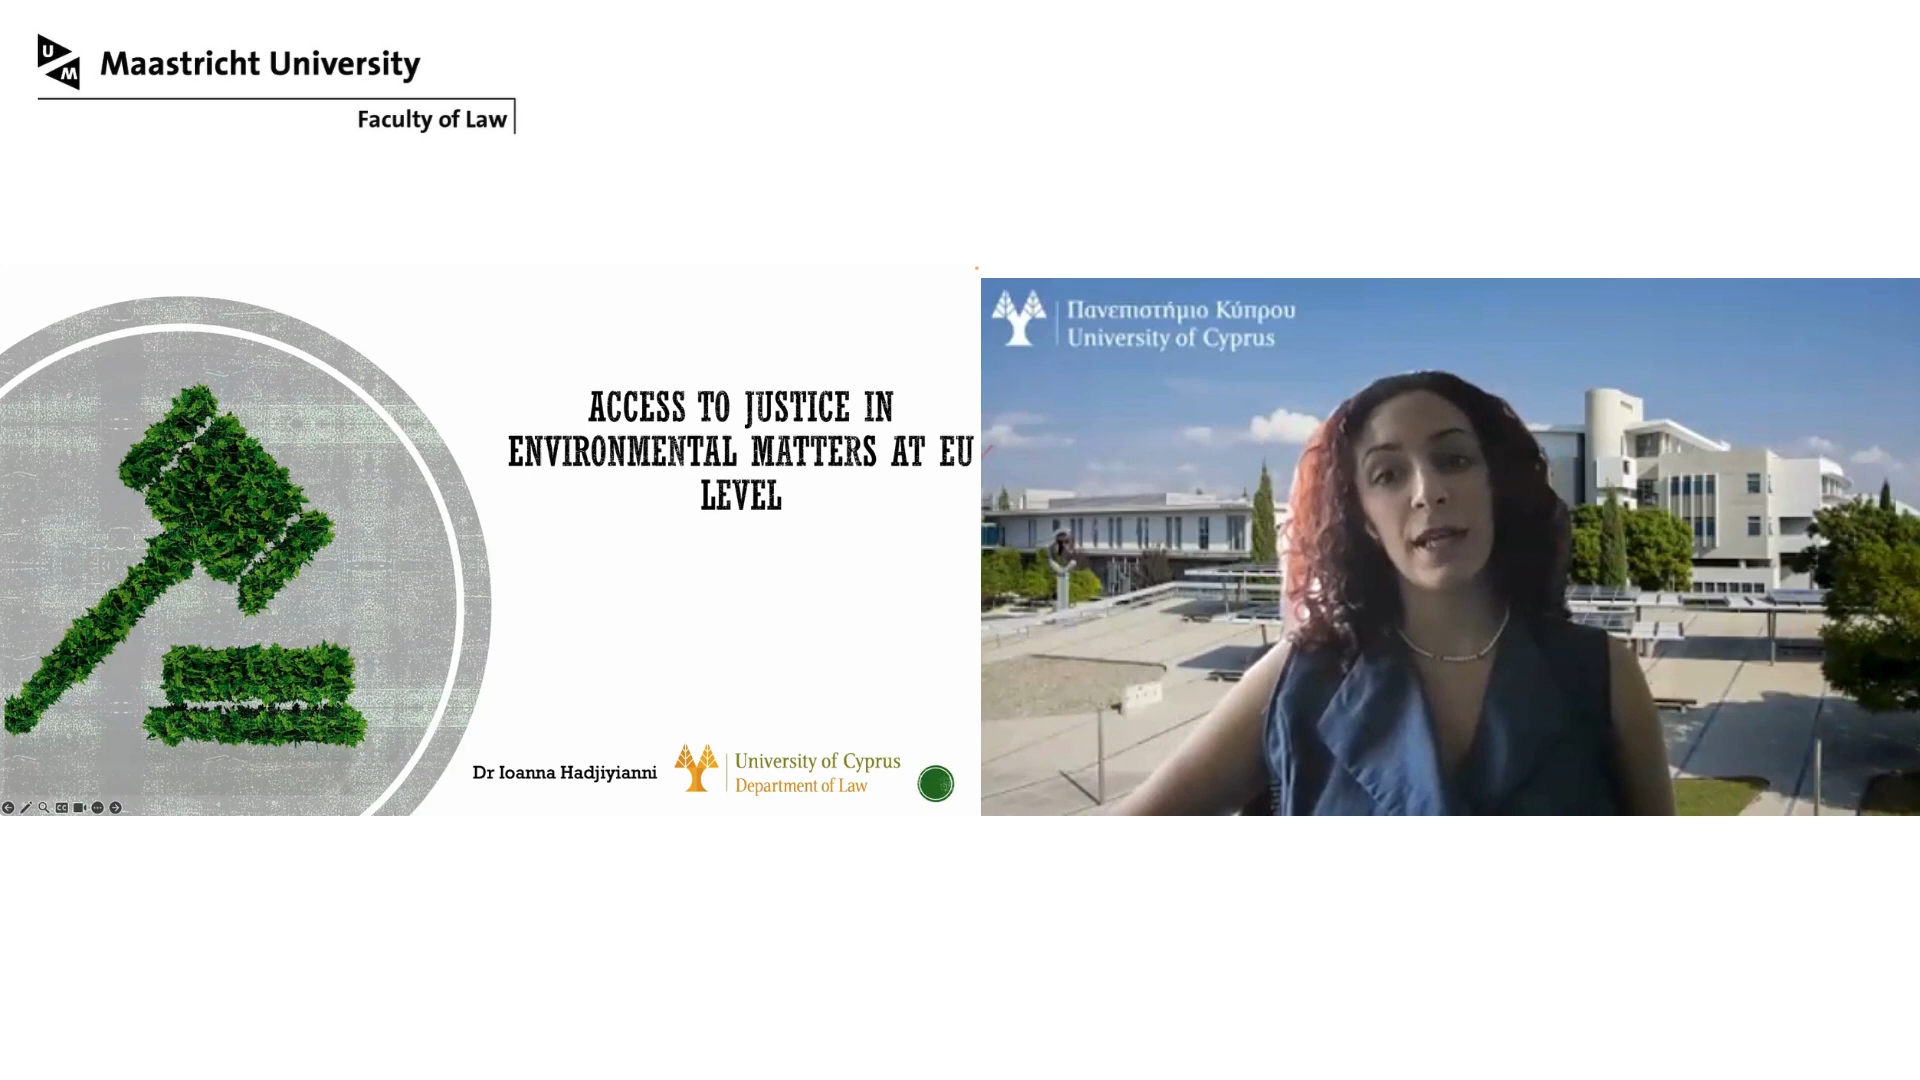 U
M
Maastricht University
Faculty of Law
ACCESS TO JUSTICE IN
ENVIRONMENTAL MATTERS AT EU
LEVEL
Dr Ioanna Hadjiyianni
University of Cyprus
Department of Law
Πανεπιστήμιο Κύπρου
University of Cyprus